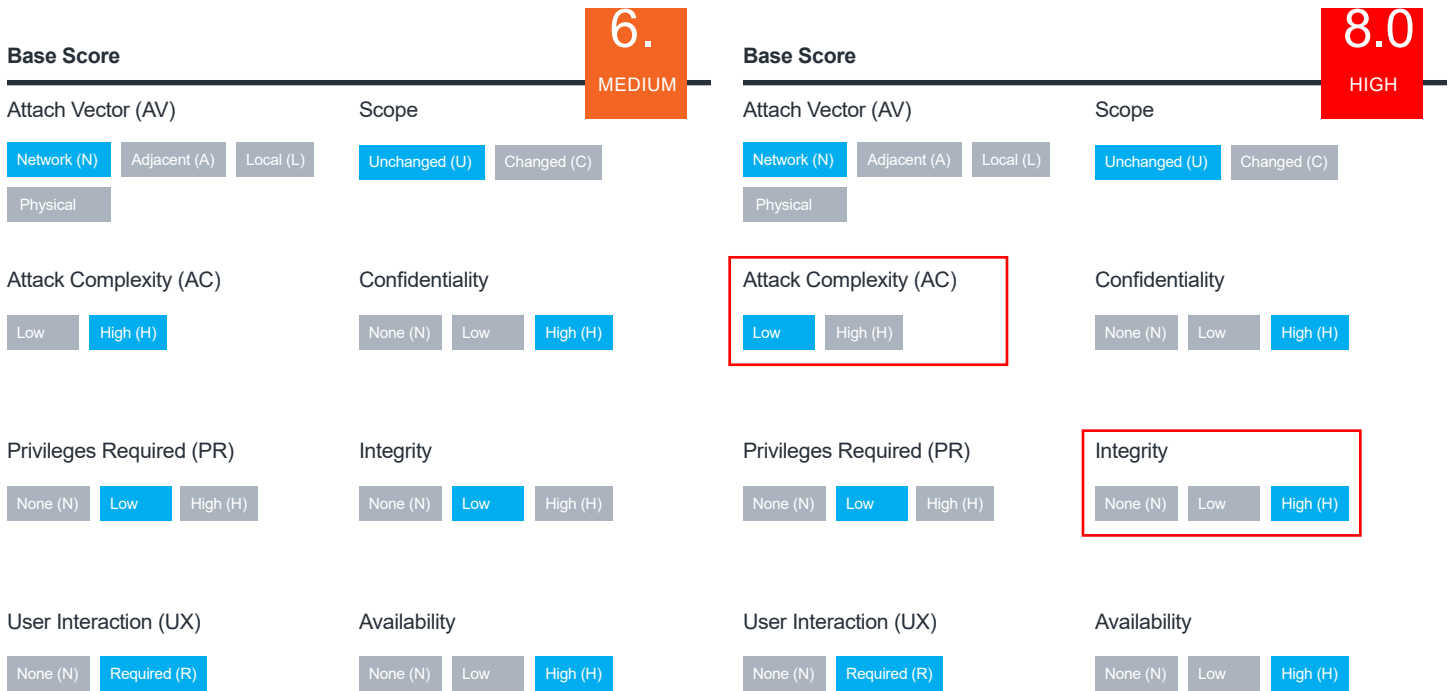 Base Score
6.
MEDIUM
Attach Vector (AV)
Scope
Network (N) Adjacent (A) Local (L)
Unchanged (U) Changed (C)
Physical
Attack Complexity (AC)
Confidentiality
Low High (H)
None (N) Low High (H)
Privileges Required (PR)
Integrity
None (N) Low High (H)
None (N) Low High (H)
User Interaction (UX)
Availability
None (N) Required (R)
None (N) Low High (H)
Base Score
8.0
HIGH
Attach Vector (AV)
Scope
Network (N) Adjacent (A) Local (L)
Unchanged (U) Changed (C)
Physical
Attack Complexity (AC)
Confidentiality
Low High (H)
None (N) Low High (H)
Privileges Required (PR)
Integrity
None (N) Low High (H)
None (N) Low High (H)
User Interaction (UX)
Availability
None (N) Required (R)
None (N) Low High (H)